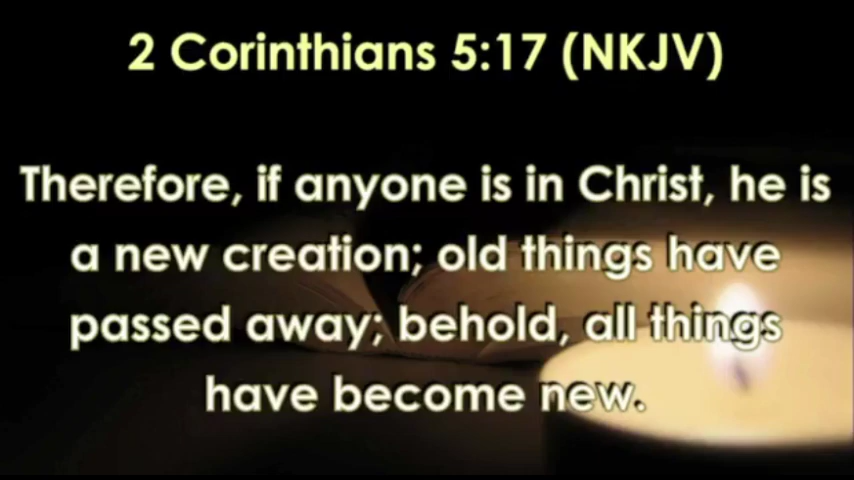 2 Corinthians 5:17 (NKJV)
Therefore, if anyone is in Christ, he is
a new creation; old things have
passed away; behold, all things
have become new.